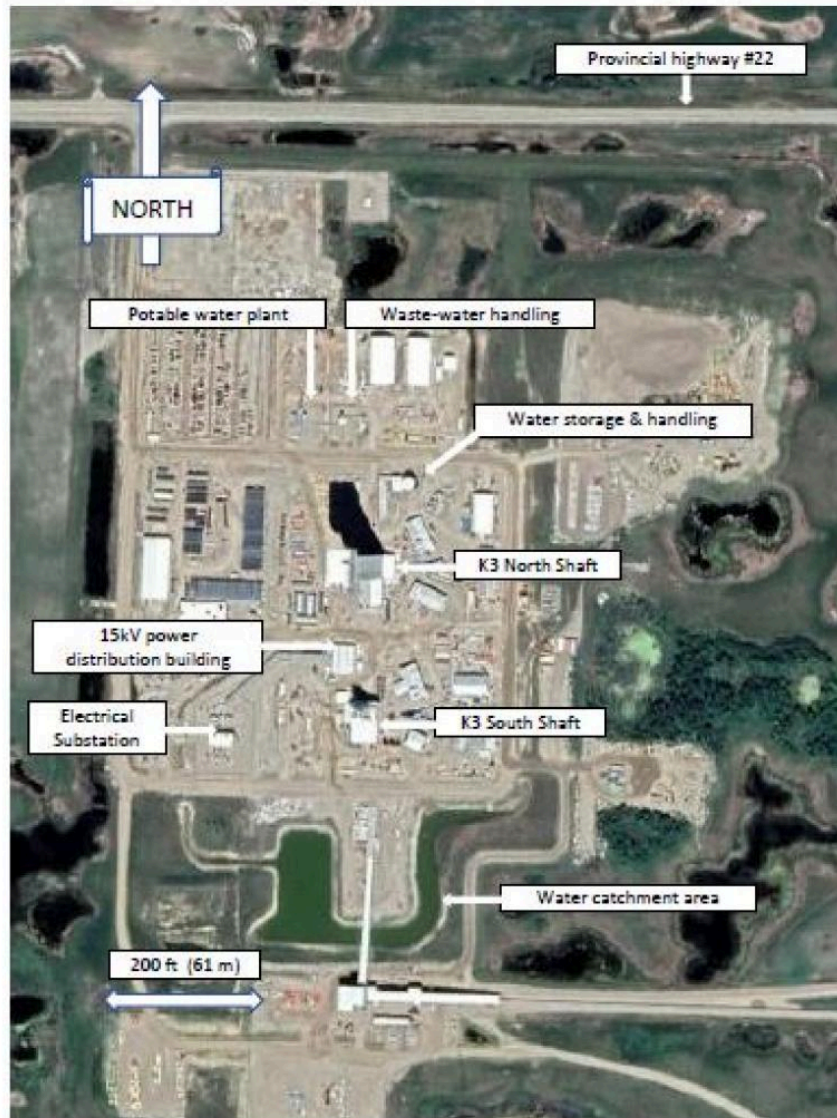 Provincial highway #22
NORTH
Potable water plant
Waste-water handling
Water storage & handling
K3 North Shaft
15kV power
distribution building
Electrical
Substation
K3 South Shaft
Water catchment area
200 ft (61 m)